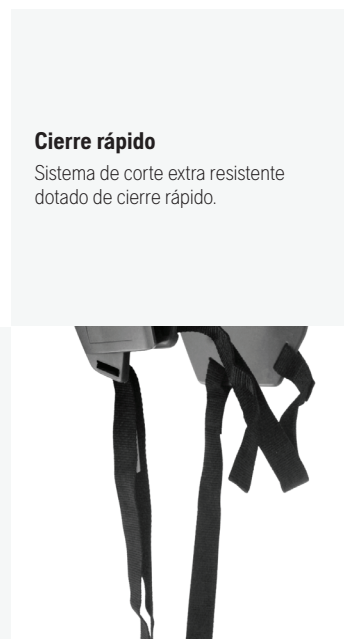 Cierre rápido
Sistema de corte extra resistente
dotado de cierre rápido.